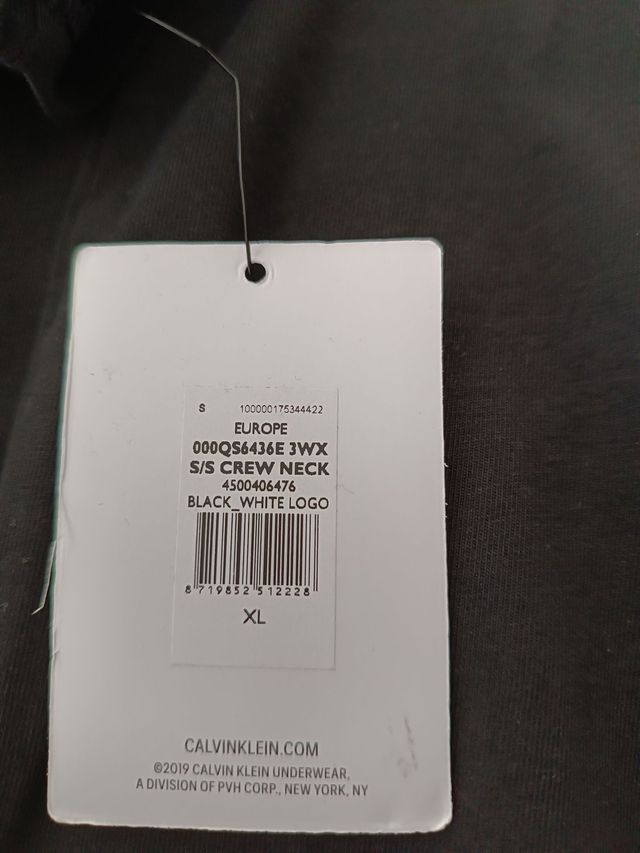 S 100000175344422
EUROPE
000QS6436E 3WX
S/S CREW NECK
4500406476
BLACK_WHITE LOGO
8 719852 512228
XL
CALVINKLEIN.COM
©2019 CALVIN KLEIN UNDERWEAR,
A DIVISION OF PVH CORP., NEW YORK, NY